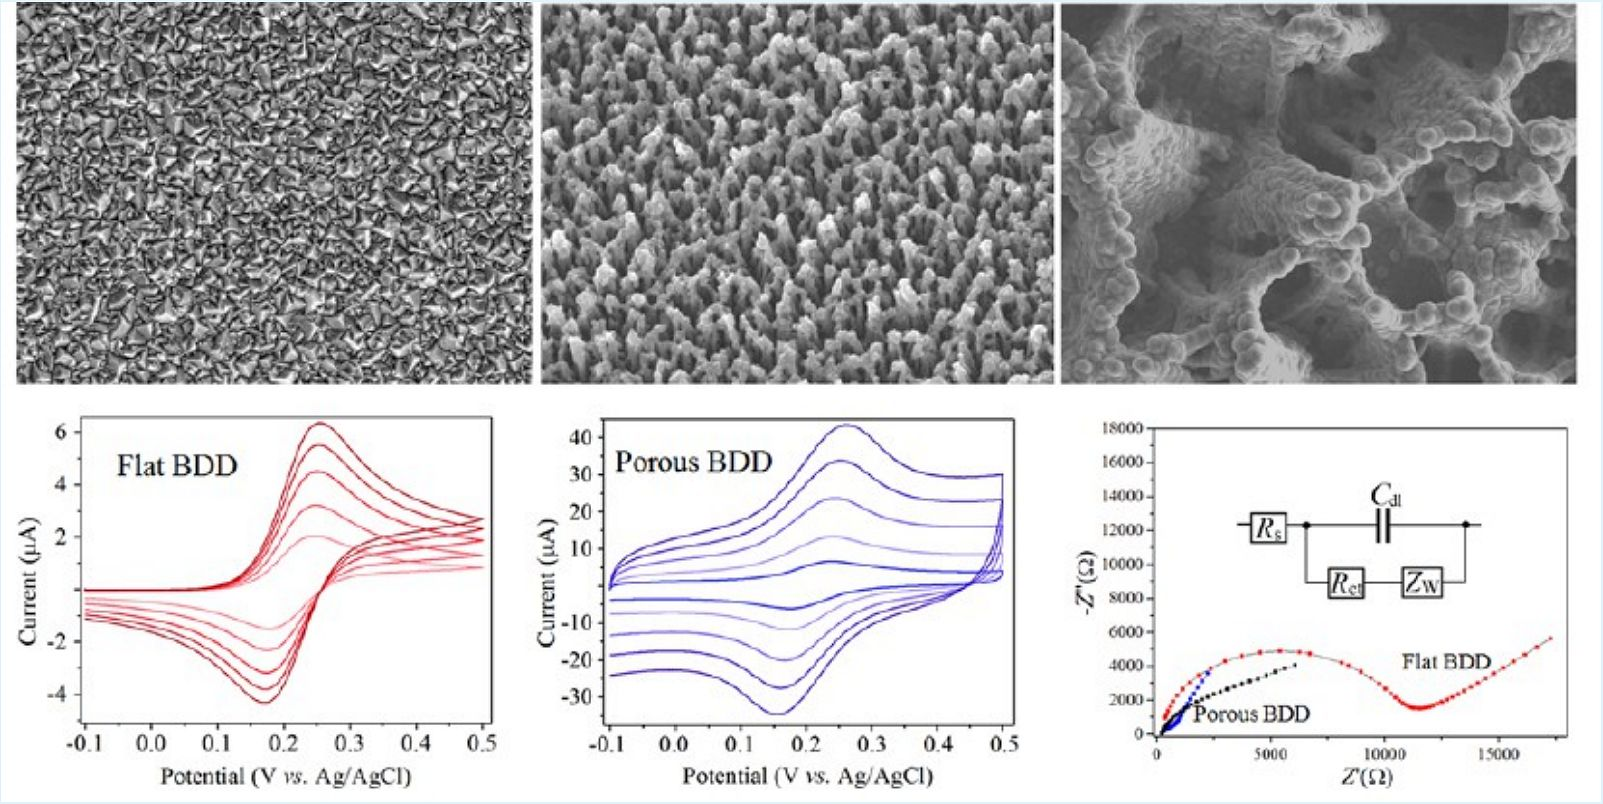 Flat BDD
6
4
2
-2
-4
Current (μA)
-0.1 0.0 0.1 0.2 0.3 0.4 0.5
Potential (V vs. Ag/AgCl)
Porous BDD
40
30
20
10
-10
-20
-30
Current (μA)
-0.1 0.0 0.1 0.2 0.3 0.4 0.5
Potential (V vs. Ag/AgCl)
18000
16000
14000
12000
10000
8000
6000
4000
2000
0
-Z''(Ω)
Cdl
Rs
Rct ZW
Flat BDD
Porous BDD
0 5000 10000 15000
Z'(Ω)